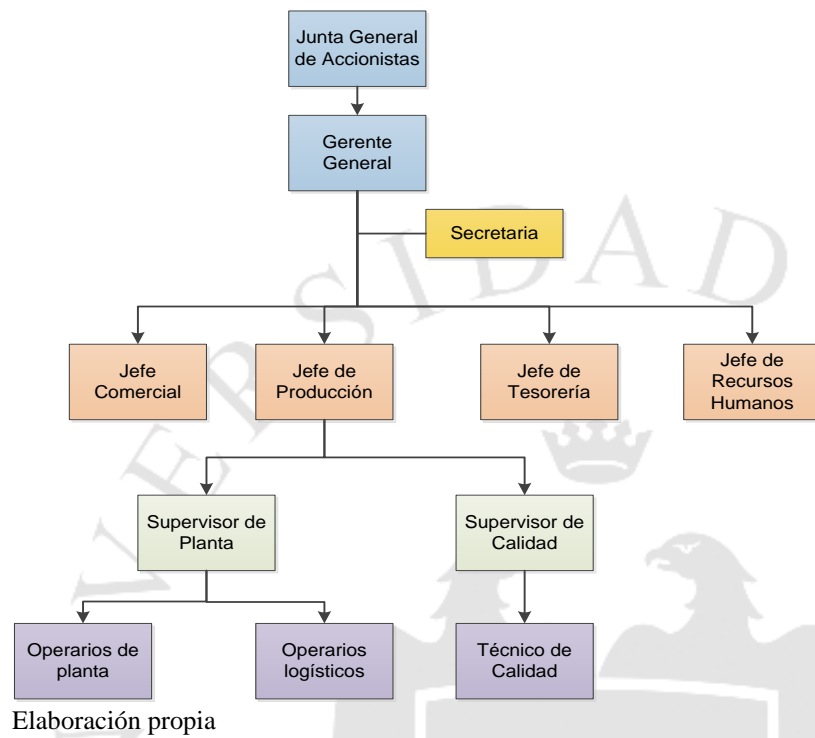 Junta General
de Accionistas
Gerente
General
Secretaria
Jefe
Comercial
Jefe de
Producción
Jefe de
Tesorería
Jefe de
Recursos
Humanos
Supervisor de
Planta
Supervisor de
Calidad
Operarios de
planta
Operarios
logísticos
Técnico de
Calidad
Elaboración propia
VERSIDAD